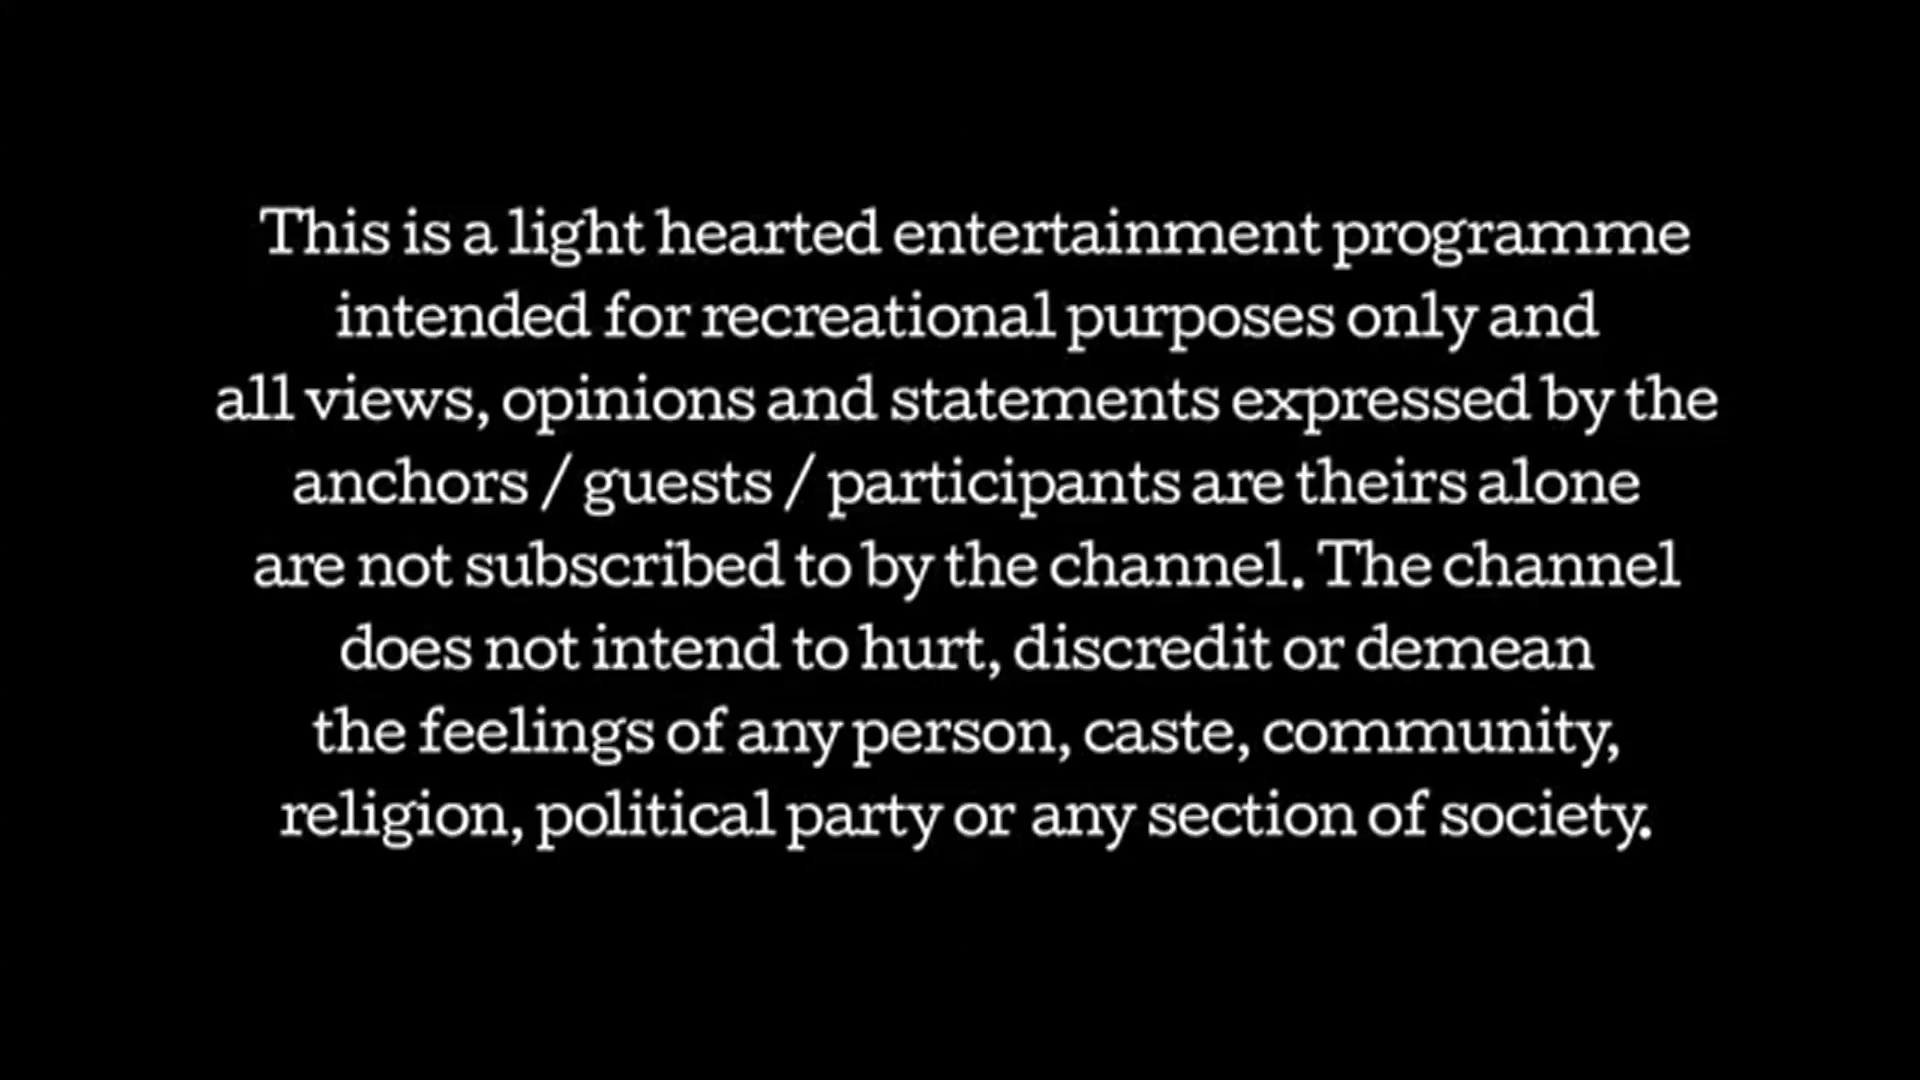 This is a light hearted entertainment programme
intended for recreational purposes only and
all views, opinions and statements expressed by the
anchors / guests / participants are theirs alone
are not subscribed to by the channel. The channel
does not intend to hurt, discredit or demean
the feelings of any person, caste, community,
religion, political party or any section of society.